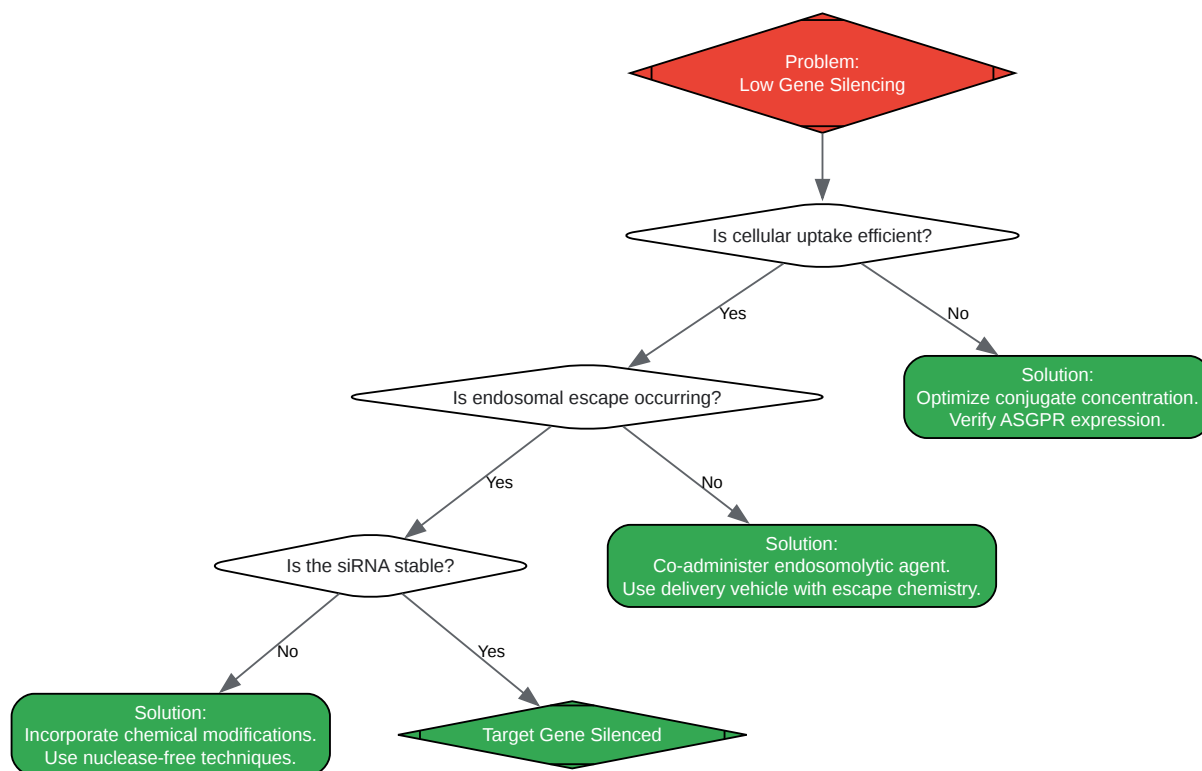 Problem:
Low Gene Silencing
Is cellular uptake efficient?
Yes
No
Solution:
Optimize conjugate concentration.
Verify ASGPR expression.
Is endosomal escape occurring?
Yes
No
Solution:
Co-administer endosomolytic agent.
Use delivery vehicle with escape chemistry.
Is the siRNA stable?
No
Yes
Solution:
Incorporate chemical modifications.
Use nuclease-free techniques.
Target Gene Silenced